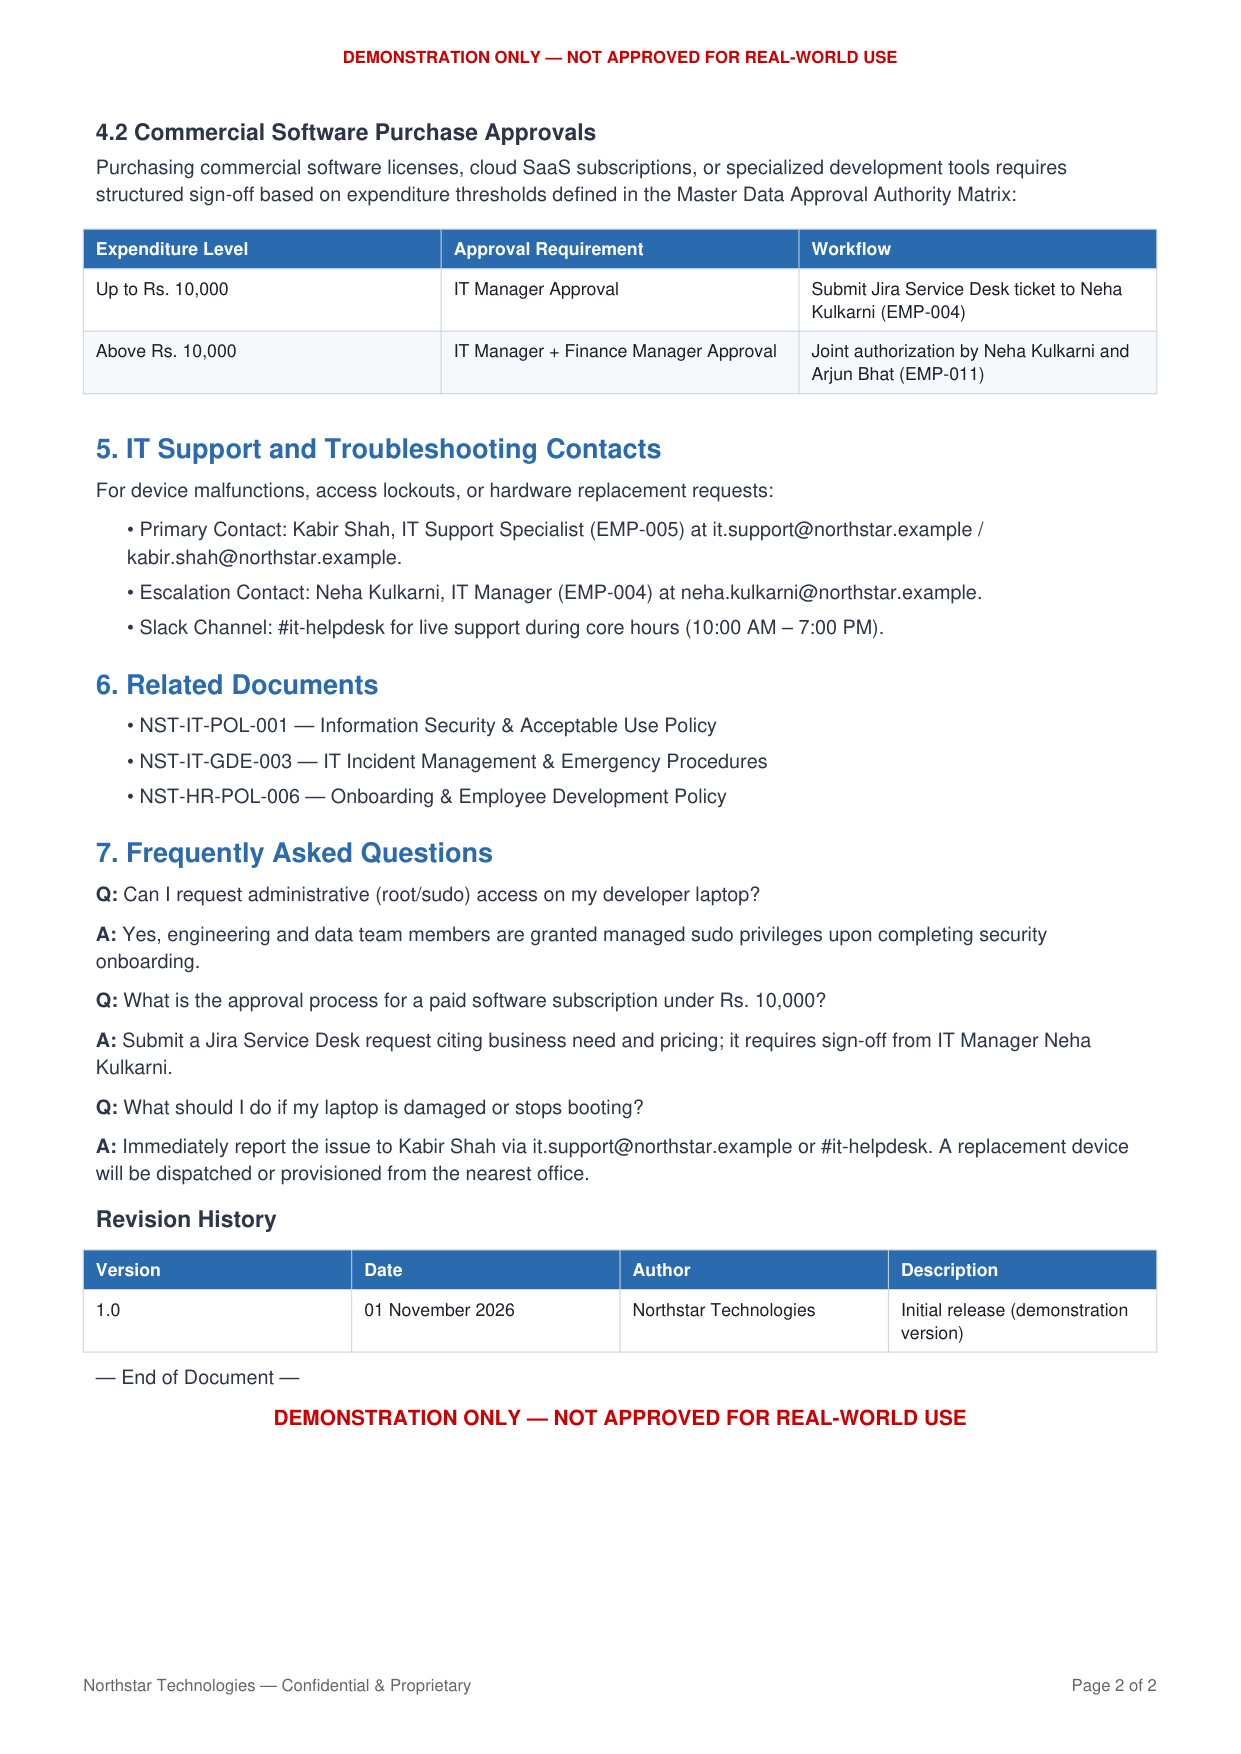 DEMONSTRATION ONLY — NOT APPROVED FOR REAL-WORLD USE
4.2 Commercial Software Purchase Approvals
Purchasing commercial software licenses, cloud SaaS subscriptions, or specialized development tools requires
structured sign-off based on expenditure thresholds defined in the Master Data Approval Authority Matrix:
Expenditure Level Approval Requirement Workflow
Up to Rs. 10,000 IT Manager Approval Submit Jira Service Desk ticket to Neha
Kulkarni (EMP-004)
Above Rs. 10,000 IT Manager + Finance Manager Approval Joint authorization by Neha Kulkarni and
Arjun Bhat (EMP-011)
5. IT Support and Troubleshooting Contacts
For device malfunctions, access lockouts, or hardware replacement requests:
• Primary Contact: Kabir Shah, IT Support Specialist (EMP-005) at it.support@northstar.example /
kabir.shah@northstar.example.
• Escalation Contact: Neha Kulkarni, IT Manager (EMP-004) at neha.kulkarni@northstar.example.
• Slack Channel: #it-helpdesk for live support during core hours (10:00 AM – 7:00 PM).
6. Related Documents
• NST-IT-POL-001 — Information Security & Acceptable Use Policy
• NST-IT-GDE-003 — IT Incident Management & Emergency Procedures
• NST-HR-POL-006 — Onboarding & Employee Development Policy
7. Frequently Asked Questions
Q: Can I request administrative (root/sudo) access on my developer laptop?
A: Yes, engineering and data team members are granted managed sudo privileges upon completing security
onboarding.
Q: What is the approval process for a paid software subscription under Rs. 10,000?
A: Submit a Jira Service Desk request citing business need and pricing; it requires sign-off from IT Manager Neha
Kulkarni.
Q: What should I do if my laptop is damaged or stops booting?
A: Immediately report the issue to Kabir Shah via it.support@northstar.example or #it-helpdesk. A replacement device
will be dispatched or provisioned from the nearest office.
Revision History
Version Date Author Description
1.0 01 November 2026 Northstar Technologies Initial release (demonstration
version)
— End of Document —
DEMONSTRATION ONLY — NOT APPROVED FOR REAL-WORLD USE
Northstar Technologies — Confidential & Proprietary Page 2 of 2